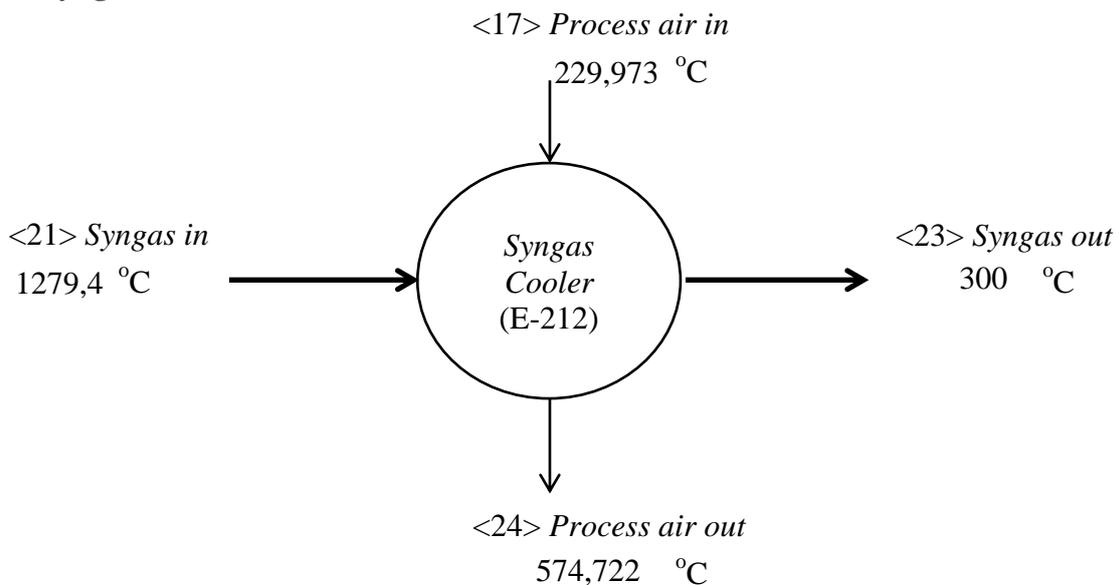 <17> Process air in
229,973 °C
<21> Syngas in
1279,4 °C
Syngas
Cooler
(E-212)
<23> Syngas out
300 °C
<24> Process air out
574,722 °C